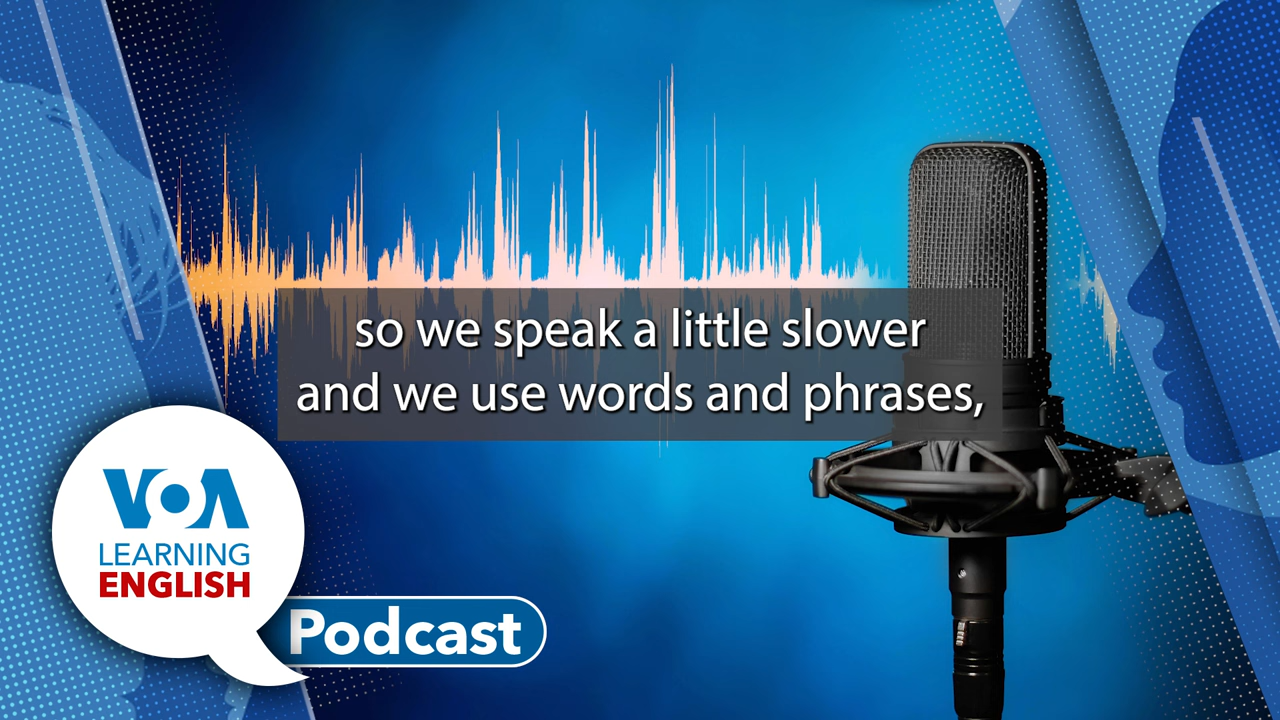 so we speak a little slower
and we use words and phrases,
VOA
LEARNING
ENGLISH
Podcast